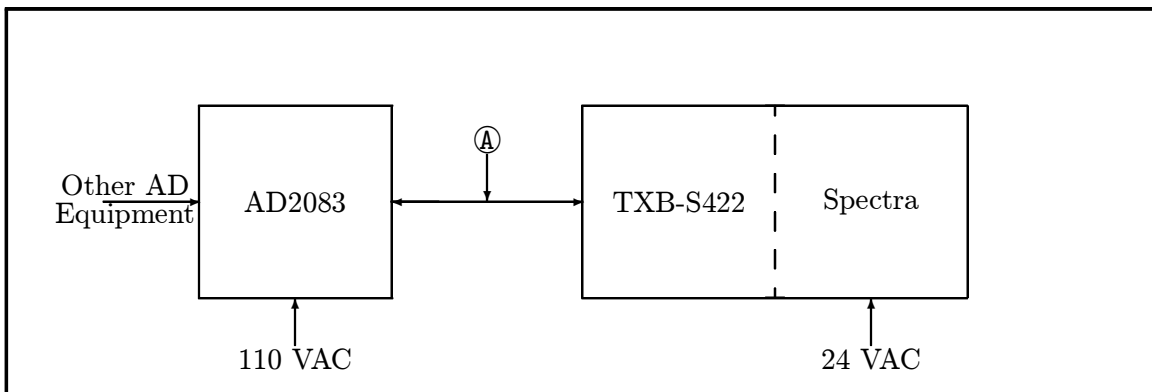 A
Other AD
Equipment
AD2083
TXB-S422
Spectra
110 VAC
24 VAC